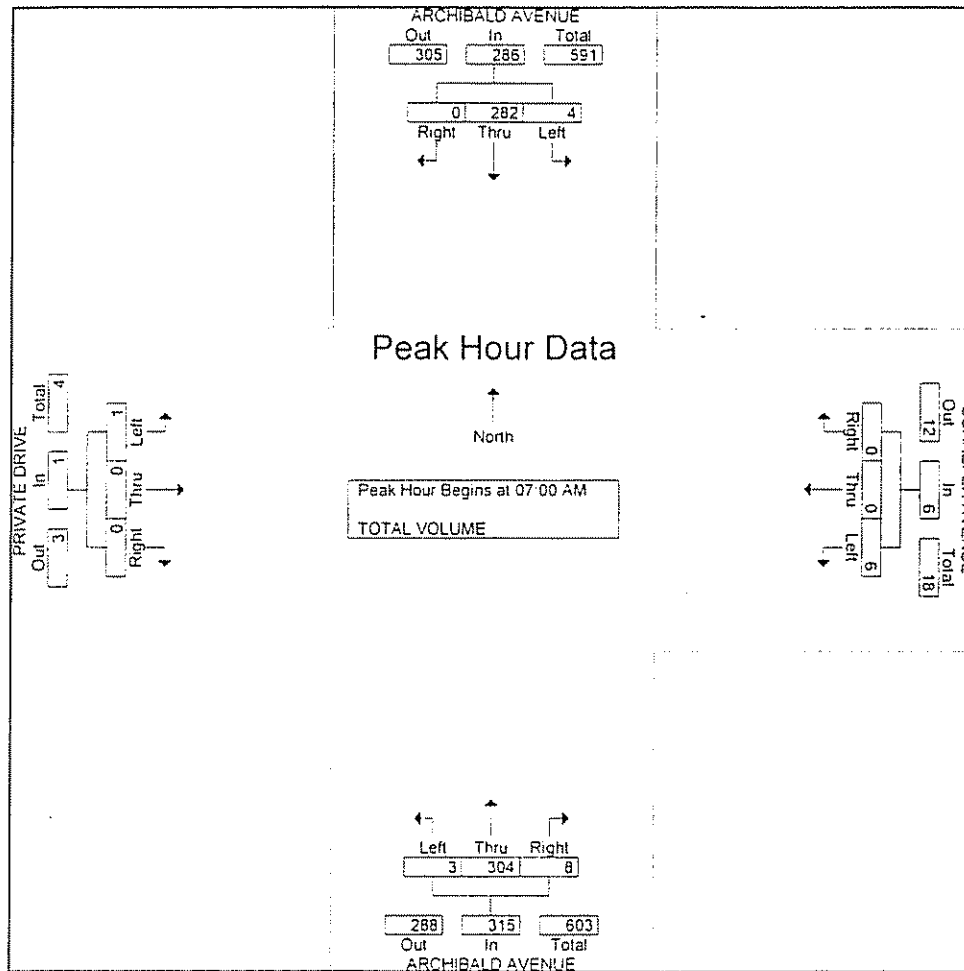 ARCHIBALD AVENUE
Out In Total
305 286 591
0 282 4
Right Thru Left
Peak Hour Data
North
Peak Hour Begins at 07:00 AM
TOTAL VOLUME
PRIVATE DRIVE
Total In Out
4 1 3
1 0 0
Left Thru Right
Right Thru Left
0 0 6
12 6 18
Out In Total
Left Thru Right
3 304 8
288 315 603
Out In Total
ARCHIBALD AVENUE